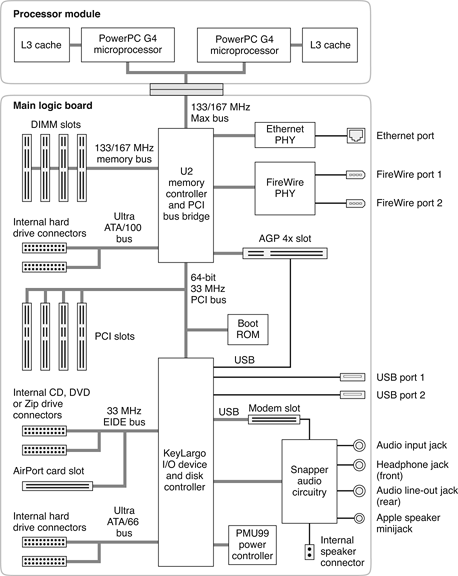 Processor module
L3 cache
PowerPC G4
microprocessor
PowerPC G4
microprocessor
L3 cache
133/167 MHz
Max bus
Main logic board
DIMM slots
133/167 MHz
memory bus
U2
memory
controller
and PCI
bus bridge
Ethernet
PHY
Ethernet port
FireWire
PHY
FireWire port 1
FireWire port 2
Internal hard
drive connectors
Ultra
ATA/100
bus
AGP 4x slot
64-bit
33 MHz
PCI bus
PCI slots
Boot
ROM
USB
USB port 1
USB port 2
Internal CD, DVD
or Zip drive
connectors
33 MHz
EIDE bus
USB
Modem slot
KeyLargo
I/O device
and disk
controller
AirPort card slot
Snapper
audio
circuitry
Audio input jack
Headphone jack
(front)
Audio line-out jack
(rear)
Apple speaker
minijack
Internal hard
drive connectors
Ultra
ATA/66
bus
PMU99
power
controller
Internal
speaker
connector